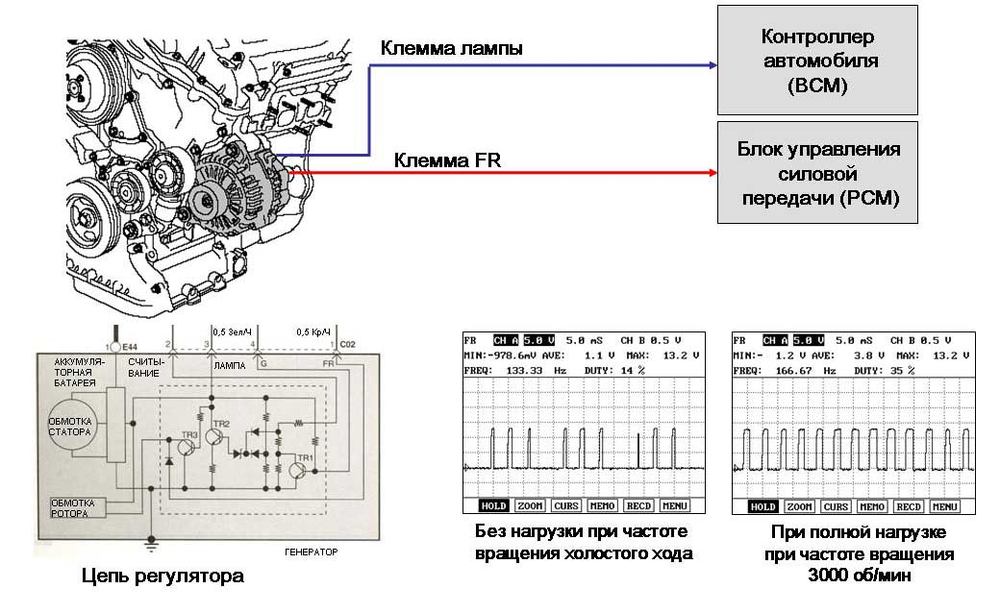 Клемма лампы
Контроллер
автомобиля
(BCM)
Клемма FR
Блок управления
силовой
передачи (PCM)
0,5 Зел/Ч
0,5 Кр/Ч
1
E44
2
3
4
1
C02
АККУМУЛЯ-
ТОРНАЯ
БАТАРЕЯ
СЧИТЫ-
ВАНИЕ
ЛАМПА
G
FR
ОБМОТКА
СТАТОРА
TR2
TR3
TR1
ОБМОТКА
РОТОРА
ГЕНЕРАТОР
Цепь регулятора
FR CH A 5.0 V 5.0 mS CH B 0.5 V
MIN:-978.6mV AVE: 1.1 V MAX: 13.2 V
FREQ: 133.33 Hz DUTY: 14 %
HOLD ZOOM CURS MEMO RECD MENU
Без нагрузки при частоте
вращения холостого хода
FR CH A 5.0 V 5.0 mS CH B 0.5 V
MIN:- 1.2 V AVE: 3.8 V MAX: 13.2 V
FREQ: 166.67 Hz DUTY: 35 %
HOLD ZOOM CURS MEMO RECD MENU
При полной нагрузке
при частоте вращения
3000 об/мин